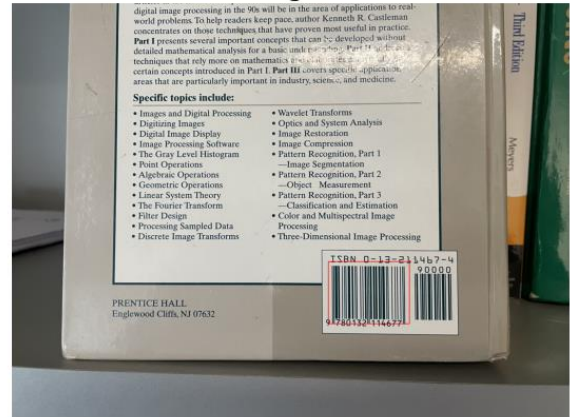 digital image processing in the 90s will be in the area of applications to real-
world problems. To help readers keep pace, author Kenneth R. Castleman
concentrates on those techniques that have proven most useful in practice.
Part I presents several important concepts that can be developed without
detailed mathematical analysis for a basic
techniques that rely more on mathematics
certain concepts introduced in Part I. Part III covers specific application
areas that are particularly important in industry, science, and medicine.
Specific topics include:
• Images and Digital Processing
• Digitizing Images
• Digital Image Display
• Image Processing Software
• The Gray Level Histogram
• Point Operations
• Algebraic Operations
• Geometric Operations
• Linear System Theory
• The Fourier Transform
• Filter Design
• Processing Sampled Data
• Discrete Image Transforms
• Wavelet Transforms
• Optics and System Analysis
• Image Restoration
• Image Compression
• Pattern Recognition, Part 1
—Image Segmentation
• Pattern Recognition, Part 2
—Object Measurement
• Pattern Recognition, Part 3
—Classification and Estimation
• Color and Multispectral Image
Processing
• Three-Dimensional Image Processing
ISBN 0-13-211467-4
90000
9 780132 114677
PRENTICE HALL
Englewood Cliffs, NJ 07632
Third Edition
Meyers